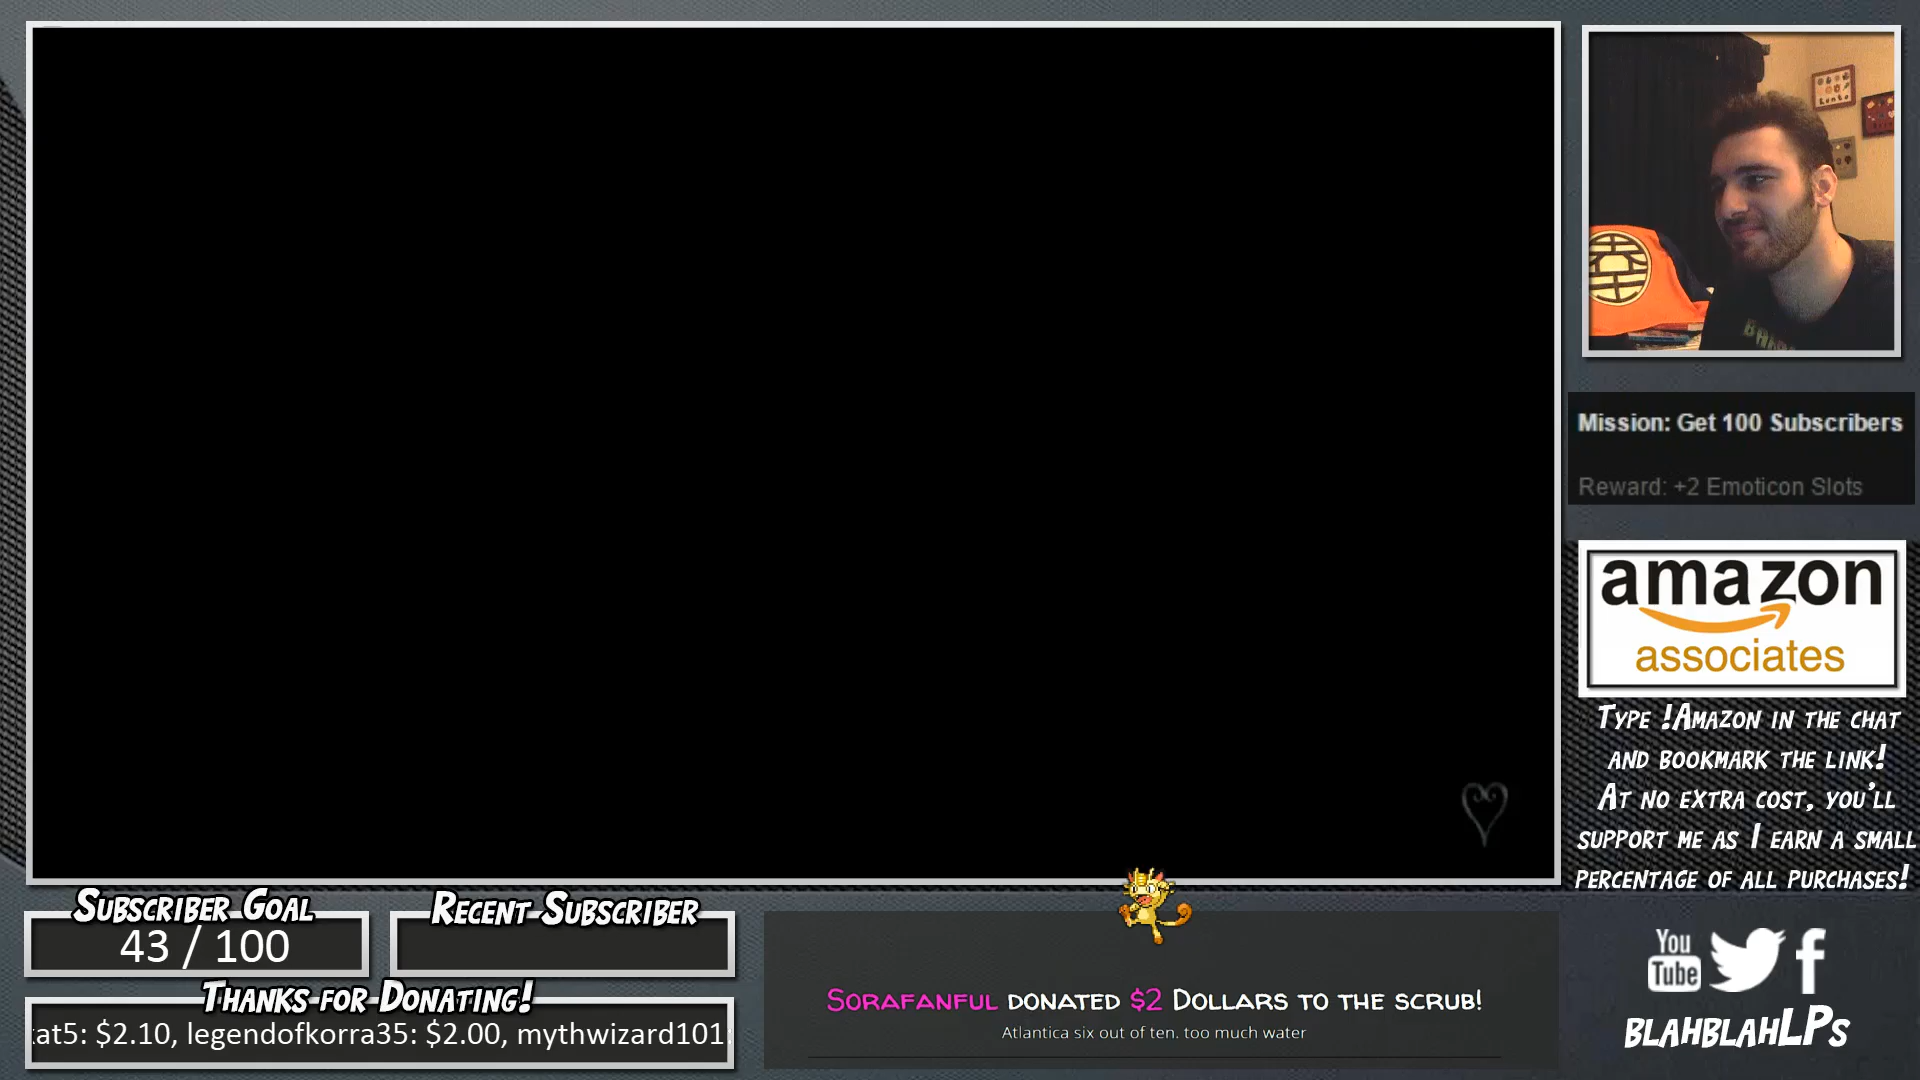 Mission: Get 100 Subscribers
Reward: +2 Emoticon Slots
amazon
associates
Type !Amazon in the chat
and bookmark the link!
At no extra cost, you'll
support me as I earn a small
percentage of all purchases!
Subscriber Goal
43 / 100
Recent Subscriber
Thanks for Donating!
at5: $2.10, legendofkorra35: $2.00, mythwizard101:
Sorafanful donated $2 Dollars to the scrub!
Atlantica six out of ten. too much water
You
Tube
blahblahLPs